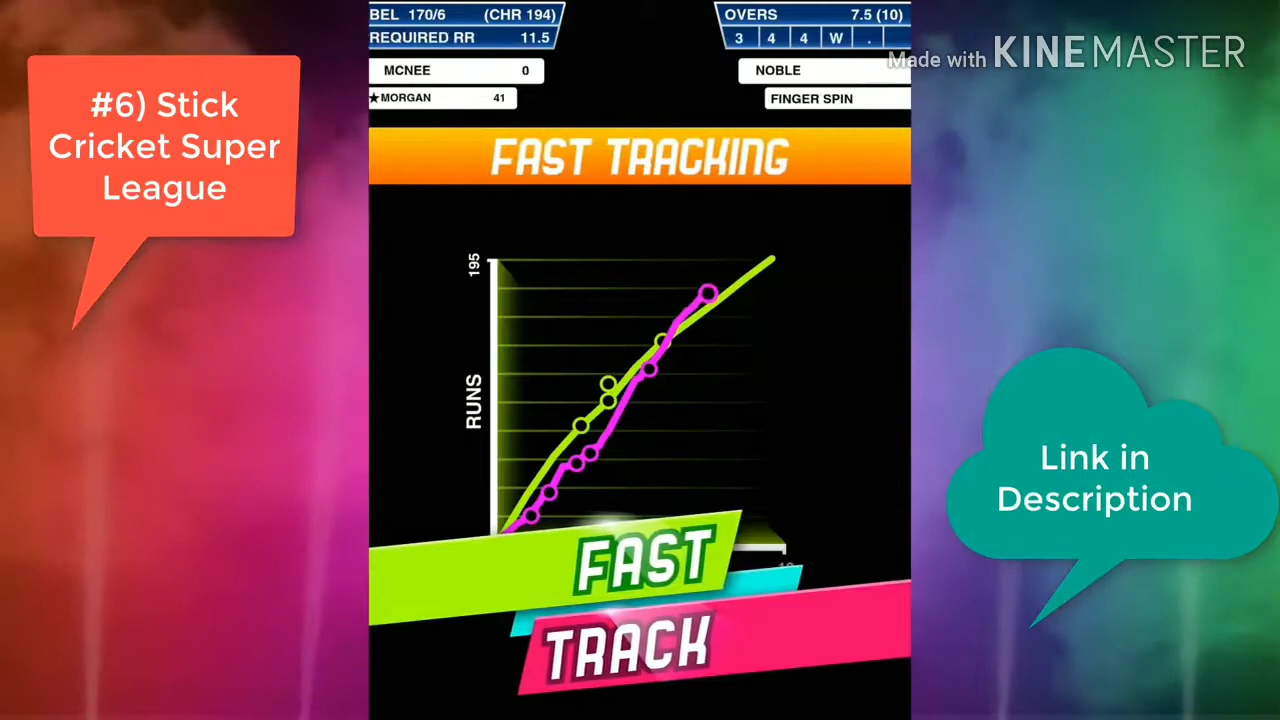 BEL 170/6 (CHR 194)
REQUIRED RR 11.5
OVERS 7.5 (10)
3 4 4 W .
MCNEE 0
★MORGAN 41
NOBLE
FINGER SPIN
Made with KINEMASTER
#6) Stick
Cricket Super
League
FAST TRACKING
195
RUNS
FAST
TRACK
Link in
Description